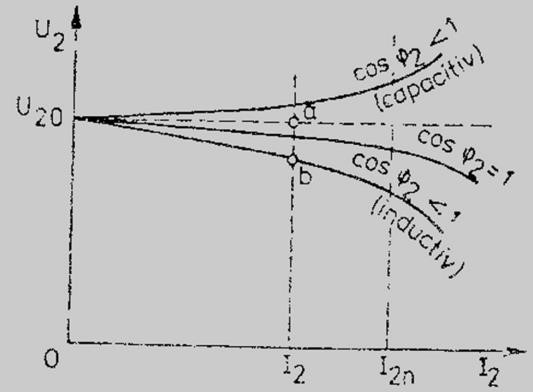 U₂
cos φ₂ < 1
(capacitiv)
U₂₀
a
cos φ₂ = 1
b
cos φ₂ < 1
(inductiv)
0
I₂
I₂ₙ
I₂